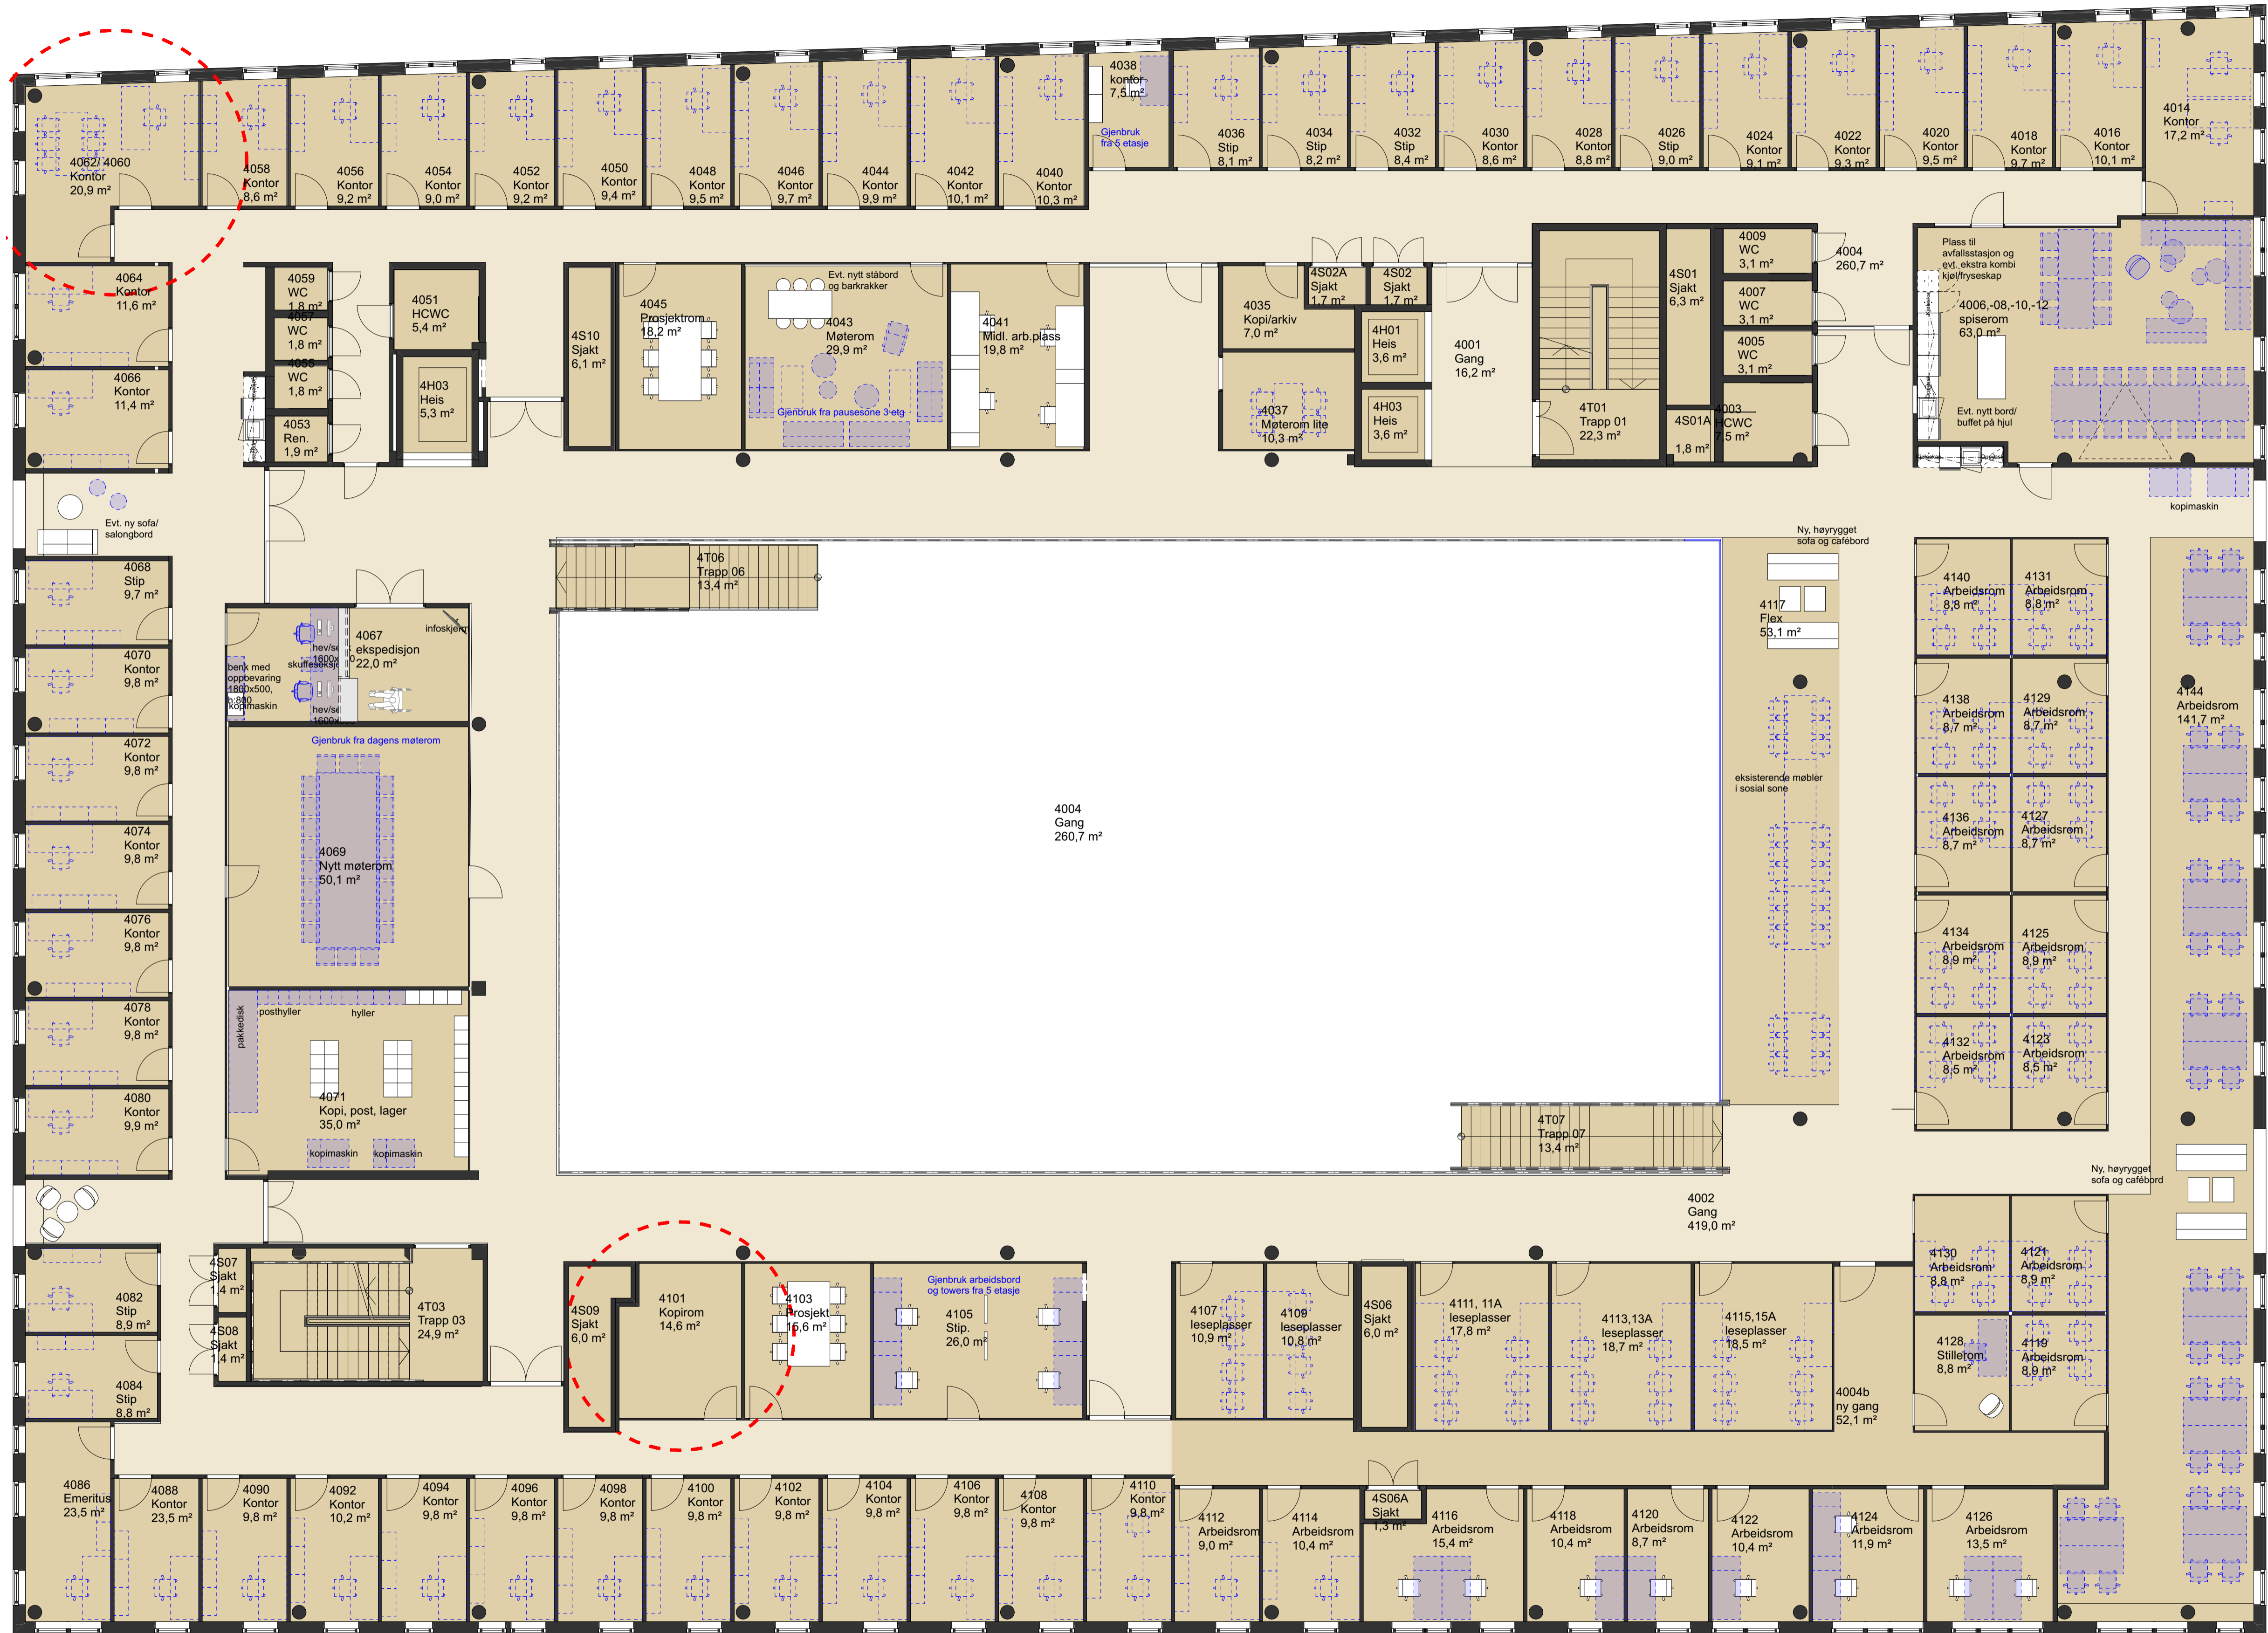 4062/ 4060
Kontor
20,9 m²
4058
Kontor
8,6 m²
4056
Kontor
9,2 m²
4054
Kontor
9,0 m²
4052
Kontor
9,2 m²
4050
Kontor
9,4 m²
4048
Kontor
9,5 m²
4046
Kontor
9,7 m²
4044
Kontor
9,9 m²
4042
Kontor
10,1 m²
4040
Kontor
10,3 m²
4038
kontor
7,5 m²
Gjenbruk
fra 5 etasje
4036
Stip
8,1 m²
4034
Stip
8,2 m²
4032
Stip
8,4 m²
4030
Kontor
8,6 m²
4028
Kontor
8,8 m²
4026
Stip
9,0 m²
4024
Kontor
9,1 m²
4022
Kontor
9,3 m²
4020
Kontor
9,5 m²
4018
Kontor
9,7 m²
4016
Kontor
10,1 m²
4014
Kontor
17,2 m²
4064
Kontor
11,6 m²
4066
Kontor
11,4 m²
4059
WC
1,8 m²
4057
WC
1,8 m²
4055
WC
1,8 m²
4053
Ren.
1,9 m²
4051
HCWC
5,4 m²
4H03
Heis
5,3 m²
4S10
Sjakt
6,1 m²
4045
Prosjektrom
18,2 m²
Evt. nytt ståbord
og barkrakker
4043
Møterom
29,9 m²
Gjenbruk fra pausesone 3 etg
4041
Midl. arb.plass
19,8 m²
4035
Kopi/arkiv
7,0 m²
4037
Møterom lite
10,3 m²
4S02A
Sjakt
1,7 m²
4S02
Sjakt
1,7 m²
4H01
Heis
3,6 m²
4H03
Heis
3,6 m²
4001
Gang
16,2 m²
4T01
Trapp 01
22,3 m²
4S01
Sjakt
6,3 m²
4S01A
1,8 m²
4009
WC
3,1 m²
4007
WC
3,1 m²
4005
WC
3,1 m²
4003
HCWC
7,5 m²
4004
260,7 m²
Plass til
avfallsstasjon og
evt. ekstra kombi
kjøl/fryseskap
4006,-08,-10,-12
spiserom
63,0 m²
Evt. nytt bord/
buffet på hjul
kopimaskin
Evt. ny sofa/
salongbord
4068
Stip
9,7 m²
4070
Kontor
9,8 m²
4072
Kontor
9,8 m²
4074
Kontor
9,8 m²
4076
Kontor
9,8 m²
4078
Kontor
9,8 m²
4080
Kontor
9,9 m²
infoskjerm
4067
ekspedisjon
22,0 m²
benk med
oppbevaring
1800x500,
h:800
kopimaskin
Gjenbruk fra dagens møterom
4069
Nytt møterom
50,1 m²
posthyller
hyller
pakkedisk
4071
Kopi, post, lager
35,0 m²
kopimaskin
kopimaskin
4T06
Trapp 06
13,4 m²
4004
Gang
260,7 m²
4T07
Trapp 07
13,4 m²
Ny, høyrygget
sofa og cafébord
4117
Flex
53,1 m²
eksisterende møbler
i sosial sone
4140
Arbeidsrom
8,8 m²
4131
Arbeidsrom
8,8 m²
4138
Arbeidsrom
8,7 m²
4129
Arbeidsrom
8,7 m²
4136
Arbeidsrom
8,7 m²
4127
Arbeidsrom
8,7 m²
4134
Arbeidsrom
8,9 m²
4125
Arbeidsrom
8,9 m²
4132
Arbeidsrom
8,5 m²
4123
Arbeidsrom
8,5 m²
4144
Arbeidsrom
141,7 m²
Ny, høyrygget
sofa og cafébord
4002
Gang
419,0 m²
4082
Stip
8,9 m²
4084
Stip
8,8 m²
4S07
Sjakt
1,4 m²
4S08
Sjakt
1,4 m²
4T03
Trapp 03
24,9 m²
4S09
Sjakt
6,0 m²
4101
Kopirom
14,6 m²
4103
Prosjekt
15,6 m²
Gjenbruk arbeidsbord
og towers fra 5 etasje
4105
Stip.
26,0 m²
4107
leseplasser
10,9 m²
4109
leseplasser
10,8 m²
4S06
Sjakt
6,0 m²
4111, 11A
leseplasser
17,8 m²
4113,13A
leseplasser
18,7 m²
4115,15A
leseplasser
18,5 m²
4004b
ny gang
52,1 m²
4130
Arbeidsrom
8,8 m²
4121
Arbeidsrom
8,9 m²
4128
Stillerom
8,8 m²
4119
Arbeidsrom
8,9 m²
4086
Emeritus
23,5 m²
4088
Kontor
23,5 m²
4090
Kontor
9,8 m²
4092
Kontor
10,2 m²
4094
Kontor
9,8 m²
4096
Kontor
9,8 m²
4098
Kontor
9,8 m²
4100
Kontor
9,8 m²
4102
Kontor
9,8 m²
4104
Kontor
9,8 m²
4106
Kontor
9,8 m²
4108
Kontor
9,8 m²
4110
Kontor
9,8 m²
4112
Arbeidsrom
9,0 m²
4114
Arbeidsrom
10,4 m²
4S06A
Sjakt
1,3 m²
4116
Arbeidsrom
15,4 m²
4118
Arbeidsrom
10,4 m²
4120
Arbeidsrom
8,7 m²
4122
Arbeidsrom
10,4 m²
4124
Arbeidsrom
11,9 m²
4126
Arbeidsrom
13,5 m²